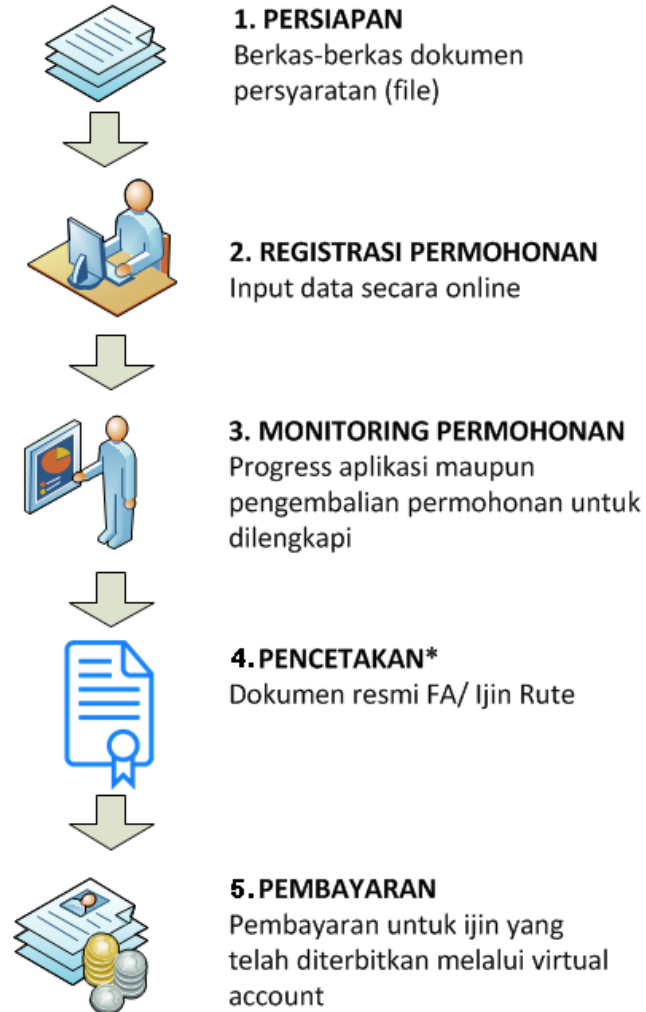 1. PERSIAPAN
Berkas-berkas dokumen
persyaratan (file)
2. REGISTRASI PERMOHONAN
Input data secara online
3. MONITORING PERMOHONAN
Progress aplikasi maupun
pengembalian permohonan untuk
dilengkapi
4.PENCETAKAN*
Dokumen resmi FA/ Ijin Rute
5.PEMBAYARAN
Pembayaran untuk ijin yang
telah diterbitkan melalui virtual
account